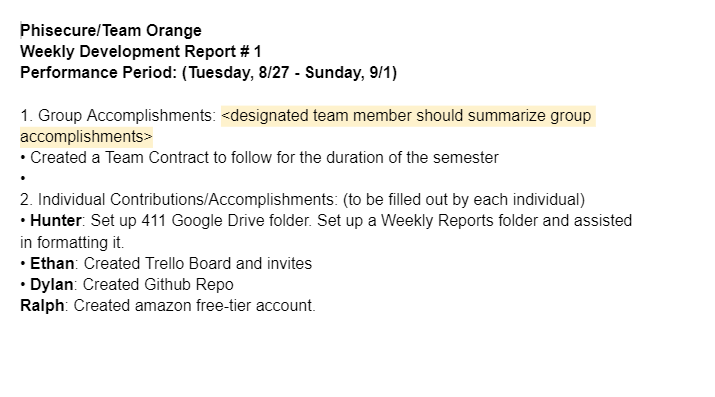 Phisecure/Team Orange
Weekly Development Report # 1
Performance Period: (Tuesday, 8/27 - Sunday, 9/1)
1. Group Accomplishments: <designated team member should summarize group
accomplishments>
• Created a Team Contract to follow for the duration of the semester
•
2. Individual Contributions/Accomplishments: (to be filled out by each individual)
• Hunter: Set up 411 Google Drive folder. Set up a Weekly Reports folder and assisted
in formatting it.
• Ethan: Created Trello Board and invites
• Dylan: Created Github Repo
Ralph: Created amazon free-tier account.